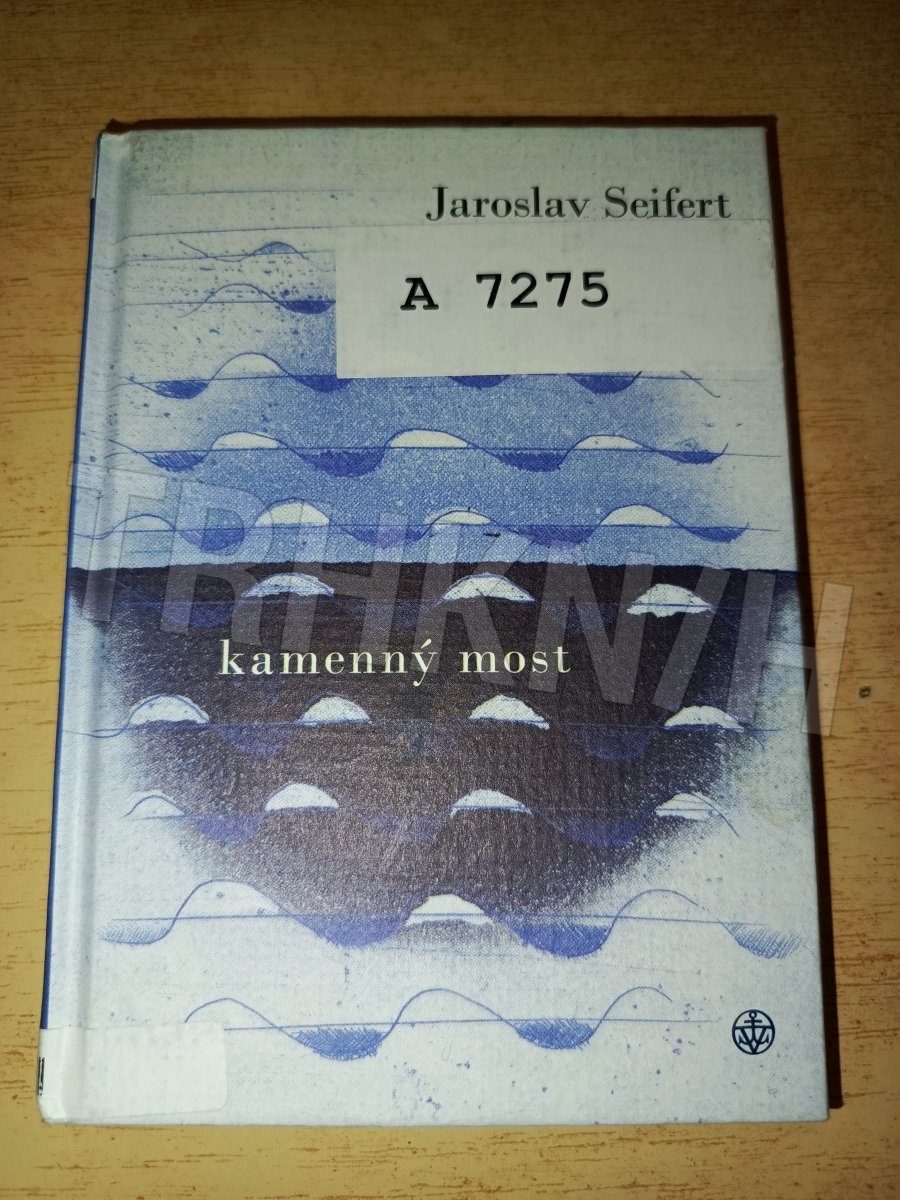 Jaroslav Seifert
A 7275
TRHKNIH
kamenný most